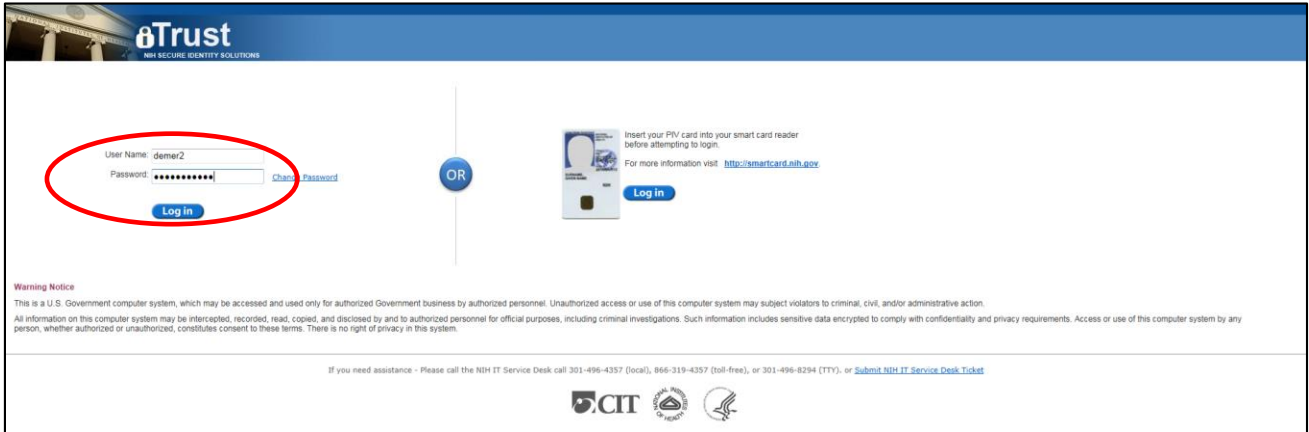 iTrust
NIH SECURE IDENTITY SOLUTIONS
User Name: demer2
Password: •••••••••••
Change Password
Log in
OR
Insert your PIV card into your smart card reader
before attempting to login.
For more information visit http://smartcard.nih.gov.
Log in
Warning Notice
This is a U.S. Government computer system, which may be accessed and used only for authorized Government business by authorized personnel. Unauthorized access or use of this computer system may subject violators to criminal, civil, and/or administrative action.
All information on this computer system may be intercepted, recorded, read, copied, and disclosed by and to authorized personnel for official purposes, including criminal investigations. Such information includes sensitive data encrypted to comply with confidentiality and privacy requirements. Access or use of this computer system by any
person, whether authorized or unauthorized, constitutes consent to these terms. There is no right of privacy in this system.
If you need assistance - Please call the NIH IT Service Desk call 301-496-4357 (local), 866-319-4357 (toll-free), or 301-496-8294 (TTY). or Submit NIH IT Service Desk Ticket
CIT
NATIONAL INSTITUTES
OF HEALTH